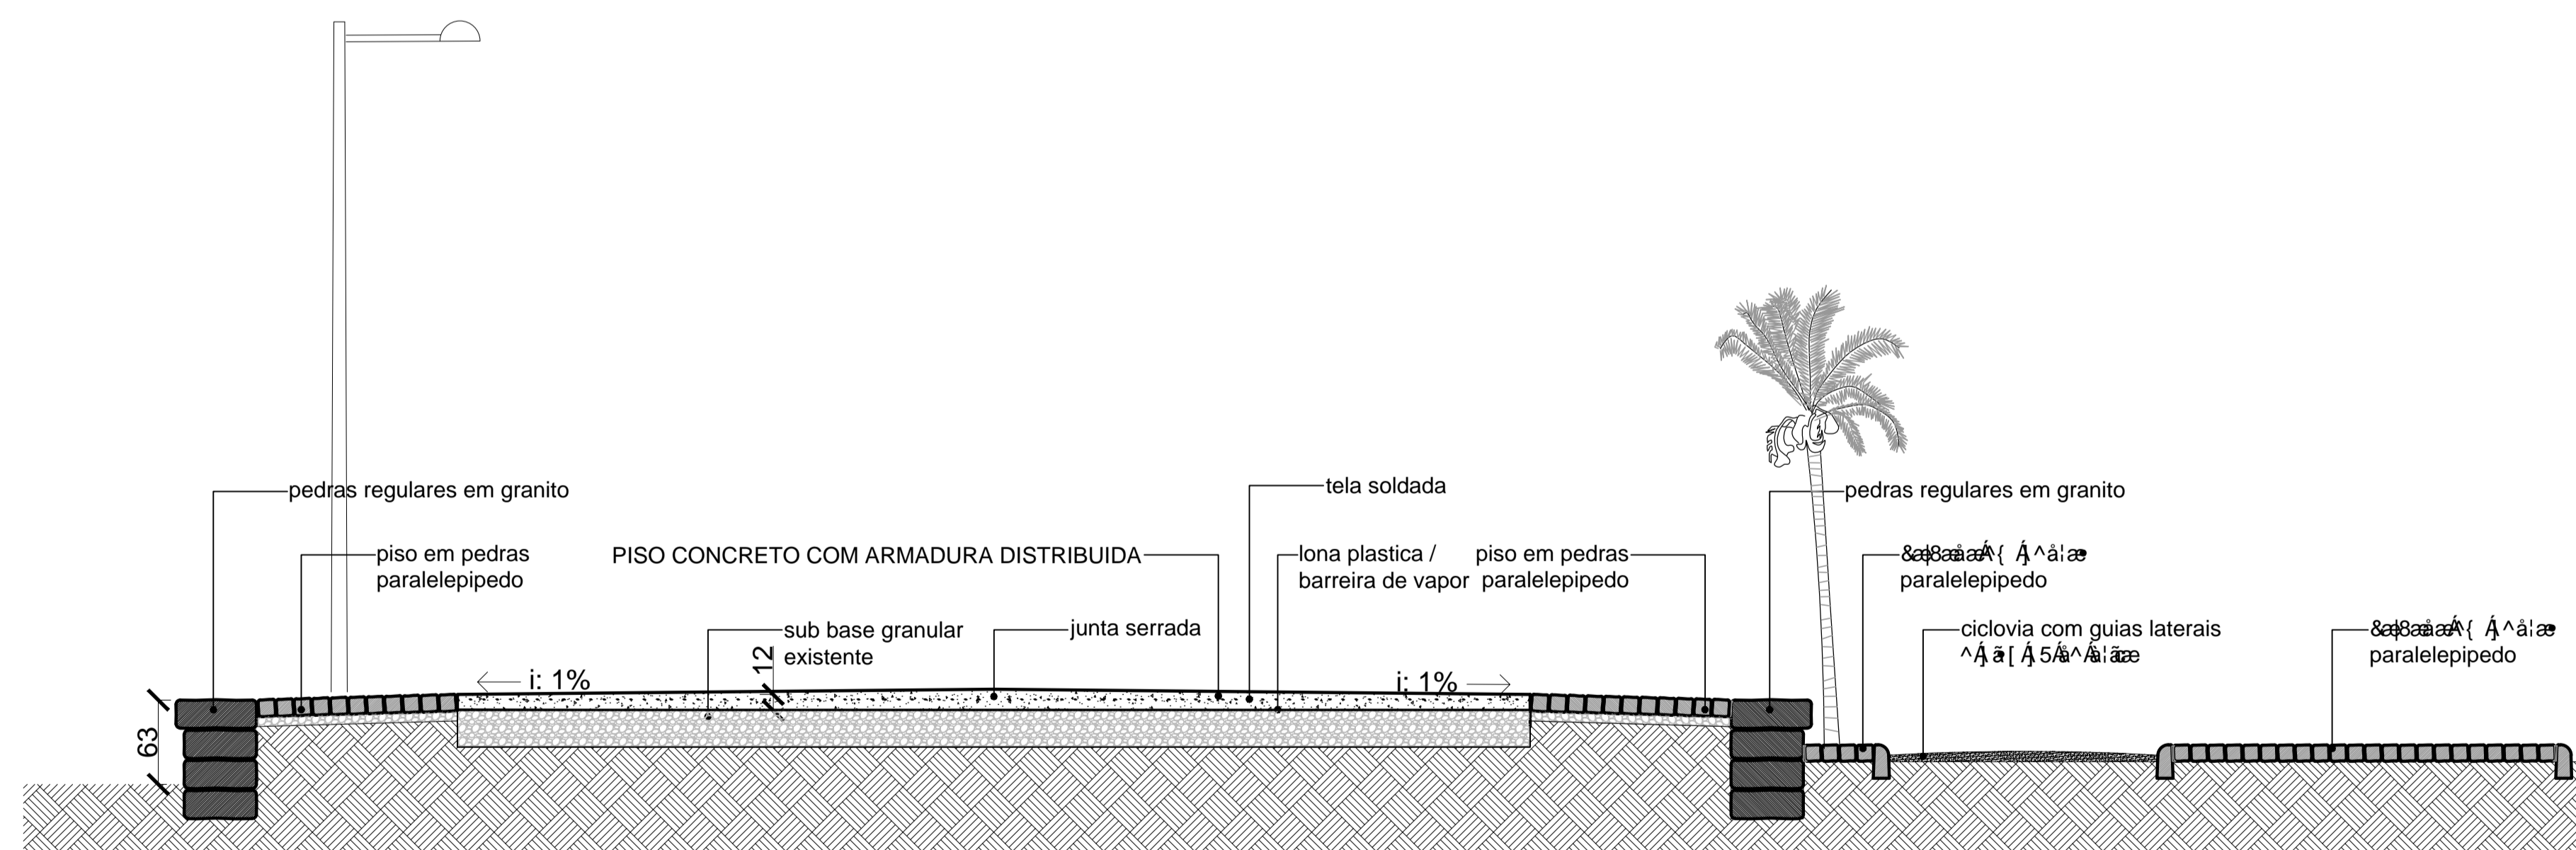 pedras regulares em granito
piso em pedras
paralelepipedo
PISO CONCRETO COM ARMADURA DISTRIBUIDA
sub base granular
existente
junta serrada
tela soldada
lona plastica /
barreira de vapor
piso em pedras
paralelepipedo
pedras regulares em granito
paralelepipedo
ciclovia com guias laterais
paralelepipedo
i: 1%
12
i: 1%
63